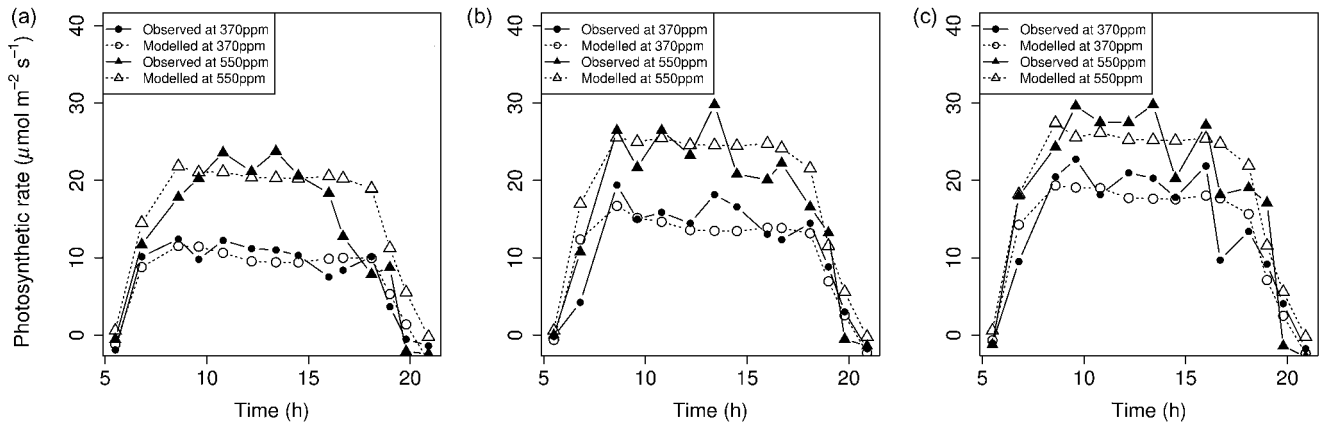 (a)
Photosynthetic rate (μmol m⁻² s⁻¹)
40
30
20
10
0
Observed at 370ppm
Modelled at 370ppm
Observed at 550ppm
Modelled at 550ppm
5 10 15 20
Time (h)
(b)
40
30
20
10
0
Observed at 370ppm
Modelled at 370ppm
Observed at 550ppm
Modelled at 550ppm
5 10 15 20
Time (h)
(c)
40
30
20
10
0
Observed at 370ppm
Modelled at 370ppm
Observed at 550ppm
Modelled at 550ppm
5 10 15 20
Time (h)